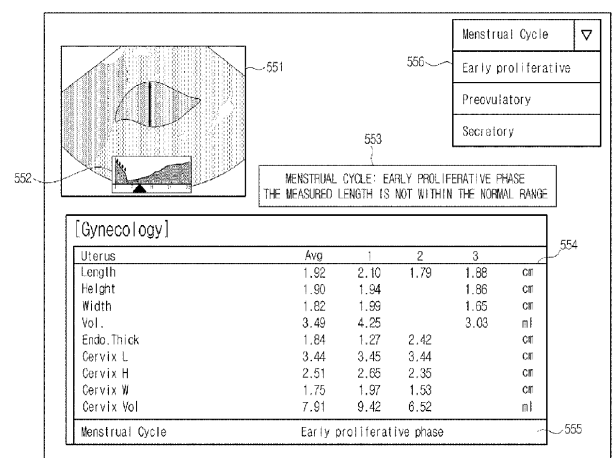 551
552
Menstrual Cycle
556
Early proliferative
Preovulatory
Secretory
553
MENSTRUAL CYCLE: EARLY PROLIFERATIVE PHASE
THE MEASURED LENGTH IS NOT WITHIN THE NORMAL RANGE
[Gynecology]
554
Uterus Avg 1 2 3
Length 1.92 2.10 1.79 1.88 cm
Height 1.90 1.94 1.86 cm
Width 1.82 1.99 1.65 cm
Vol. 3.49 4.25 3.03 ml
Endo.Thick 1.84 1.27 2.42 cm
Cervix L 3.44 3.45 3.44 cm
Cervix H 2.51 2.65 2.35 cm
Cervix W 1.75 1.97 1.53 cm
Cervix Vol 7.91 9.42 6.52 ml
Menstrual Cycle Early proliferative phase 555